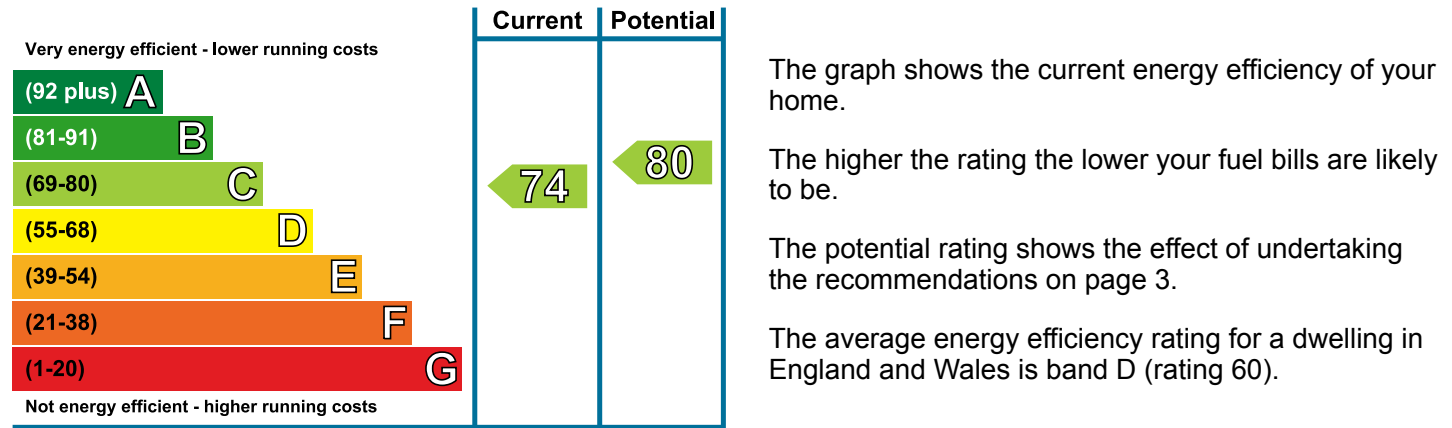 Current Potential
Very energy efficient - lower running costs
(92 plus) A
(81-91) B
(69-80) C
(55-68) D
(39-54) E
(21-38) F
(1-20) G
Not energy efficient - higher running costs
74
80
The graph shows the current energy efficiency of your
home.
The higher the rating the lower your fuel bills are likely
to be.
The potential rating shows the effect of undertaking
the recommendations on page 3.
The average energy efficiency rating for a dwelling in
England and Wales is band D (rating 60).